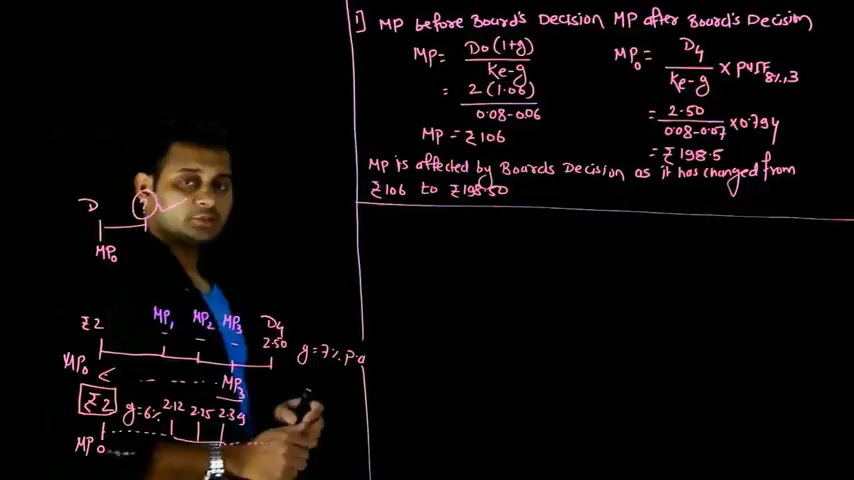 1] MP before Board's Decision MP after Board's Decision
MP = D0 (1+g) / Ke-g
= 2 (1.06) / 0.08-0.06
MP = ₹106
MP0 = D4 / Ke-g × PVIF8%,3
= 2.50 / 0.08-0.07 × 0.794
= ₹198.5
MP is affected by Boards Decision as it has changed from
₹106 to ₹198.50
D ?
MP0
₹2 MP1 MP2 MP3 D4
2.50
g = 7% p.a
MP0 MP3
₹2 g = 6% 2.12 2.25 2.39
MP0